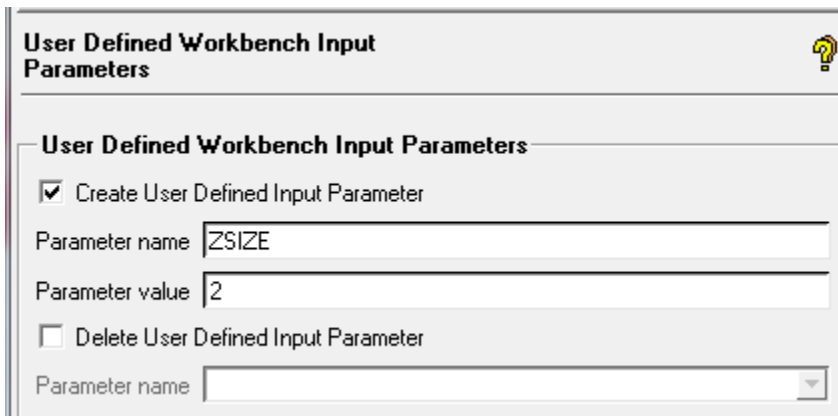 User Defined Workbench Input
Parameters
User Defined Workbench Input Parameters
Create User Defined Input Parameter
Parameter name ZSIZE
Parameter value 2
Delete User Defined Input Parameter
Parameter name